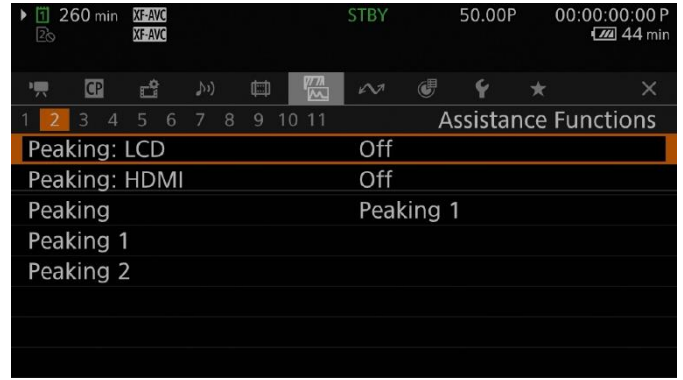 1 260 min XF-AVC STBY 50.00P 00:00:00:00 P
2 XF-AVC 44 min
CP
1 2 3 4 5 6 7 8 9 10 11 Assistance Functions
Peaking: LCD Off
Peaking: HDMI Off
Peaking Peaking 1
Peaking 1
Peaking 2